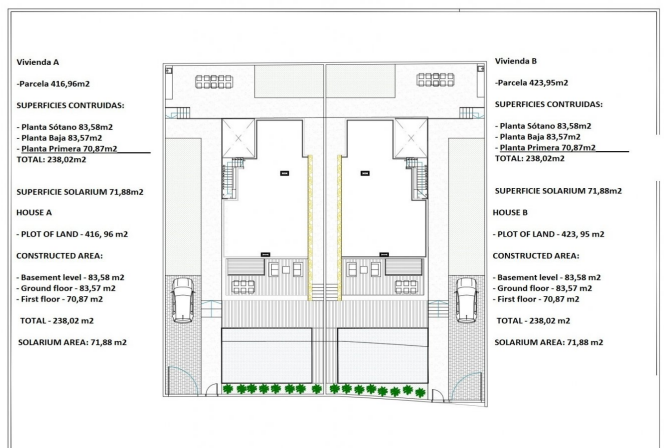 Vivienda A
-Parcela 416,96m2
SUPERFICIES CONTRUIDAS:
- Planta Sótano 83,58m2
- Planta Baja 83,57m2
- Planta Primera 70,87m2
TOTAL: 238,02m2
SUPERFICIE SOLARIUM 71,88m2
HOUSE A
- PLOT OF LAND - 416, 96 m2
CONSTRUCTED AREA:
- Basement level - 83,58 m2
- Ground floor - 83,57 m2
- First floor - 70,87 m2
TOTAL - 238,02 m2
SOLARIUM AREA: 71,88 m2
Vivienda B
-Parcela 423,95m2
SUPERFICIES CONTRUIDAS:
- Planta Sótano 83,58m2
- Planta Baja 83,57m2
- Planta Primera 70,87m2
TOTAL: 238,02m2
SUPERFICIE SOLARIUM 71,88m2
HOUSE B
- PLOT OF LAND - 423, 95 m2
CONSTRUCTED AREA:
- Basement level - 83,58 m2
- Ground floor - 83,57 m2
- First floor - 70,87 m2
TOTAL - 238,02 m2
SOLARIUM AREA: 71,88 m2